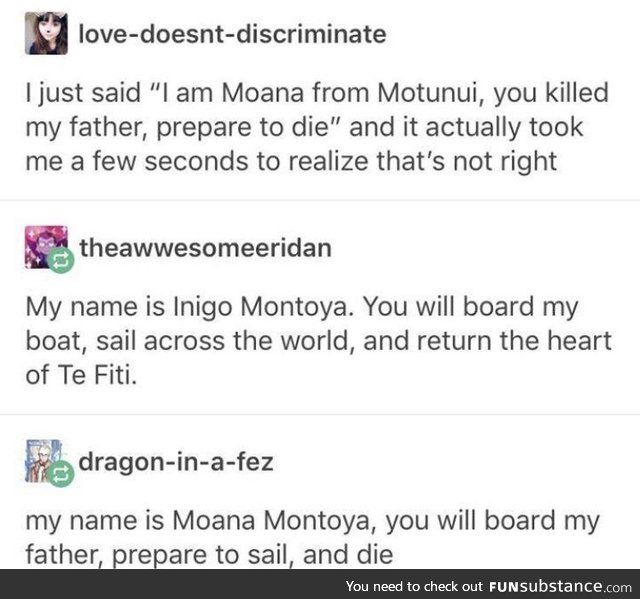 love-doesnt-discriminate
I just said “I am Moana from Motunui, you killed
my father, prepare to die” and it actually took
me a few seconds to realize that’s not right
theawwesomeeridan
My name is Inigo Montoya. You will board my
boat, sail across the world, and return the heart
of Te Fiti.
dragon-in-a-fez
my name is Moana Montoya, you will board my
father, prepare to sail, and die
You need to check out FUNSubstance.com